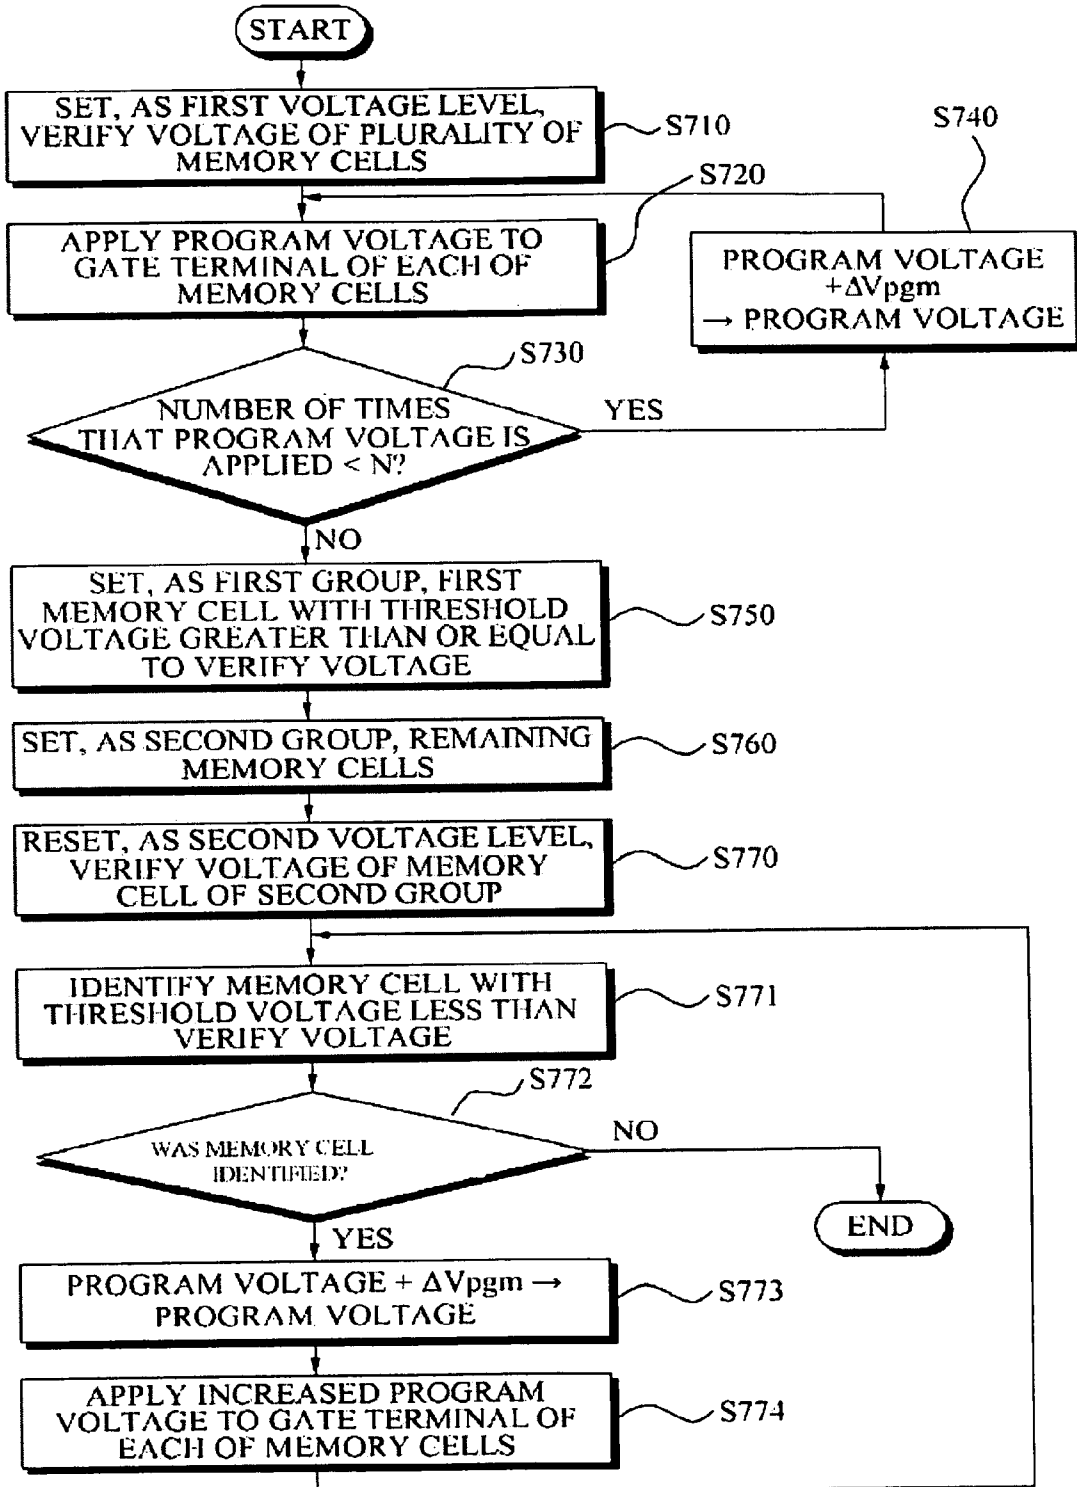 START
SET, AS FIRST VOLTAGE LEVEL,
VERIFY VOLTAGE OF PLURALITY OF
MEMORY CELLS
S710
S740
S720
APPLY PROGRAM VOLTAGE TO
GATE TERMINAL OF EACH OF
MEMORY CELLS
PROGRAM VOLTAGE
+ΔVpgm
→ PROGRAM VOLTAGE
S730
NUMBER OF TIMES
THAT PROGRAM VOLTAGE IS
APPLIED < N?
YES
NO
SET, AS FIRST GROUP, FIRST
MEMORY CELL WITH THRESHOLD
VOLTAGE GREATER THAN OR EQUAL
TO VERIFY VOLTAGE
S750
SET, AS SECOND GROUP, REMAINING
MEMORY CELLS
S760
RESET, AS SECOND VOLTAGE LEVEL,
VERIFY VOLTAGE OF MEMORY
CELL OF SECOND GROUP
S770
IDENTIFY MEMORY CELL WITH
THRESHOLD VOLTAGE LESS THAN
VERIFY VOLTAGE
S771
S772
WAS MEMORY CELL
IDENTIFIED?
NO
END
YES
PROGRAM VOLTAGE + ΔVpgm →
PROGRAM VOLTAGE
S773
APPLY INCREASED PROGRAM
VOLTAGE TO GATE TERMINAL OF
EACH OF MEMORY CELLS
S774